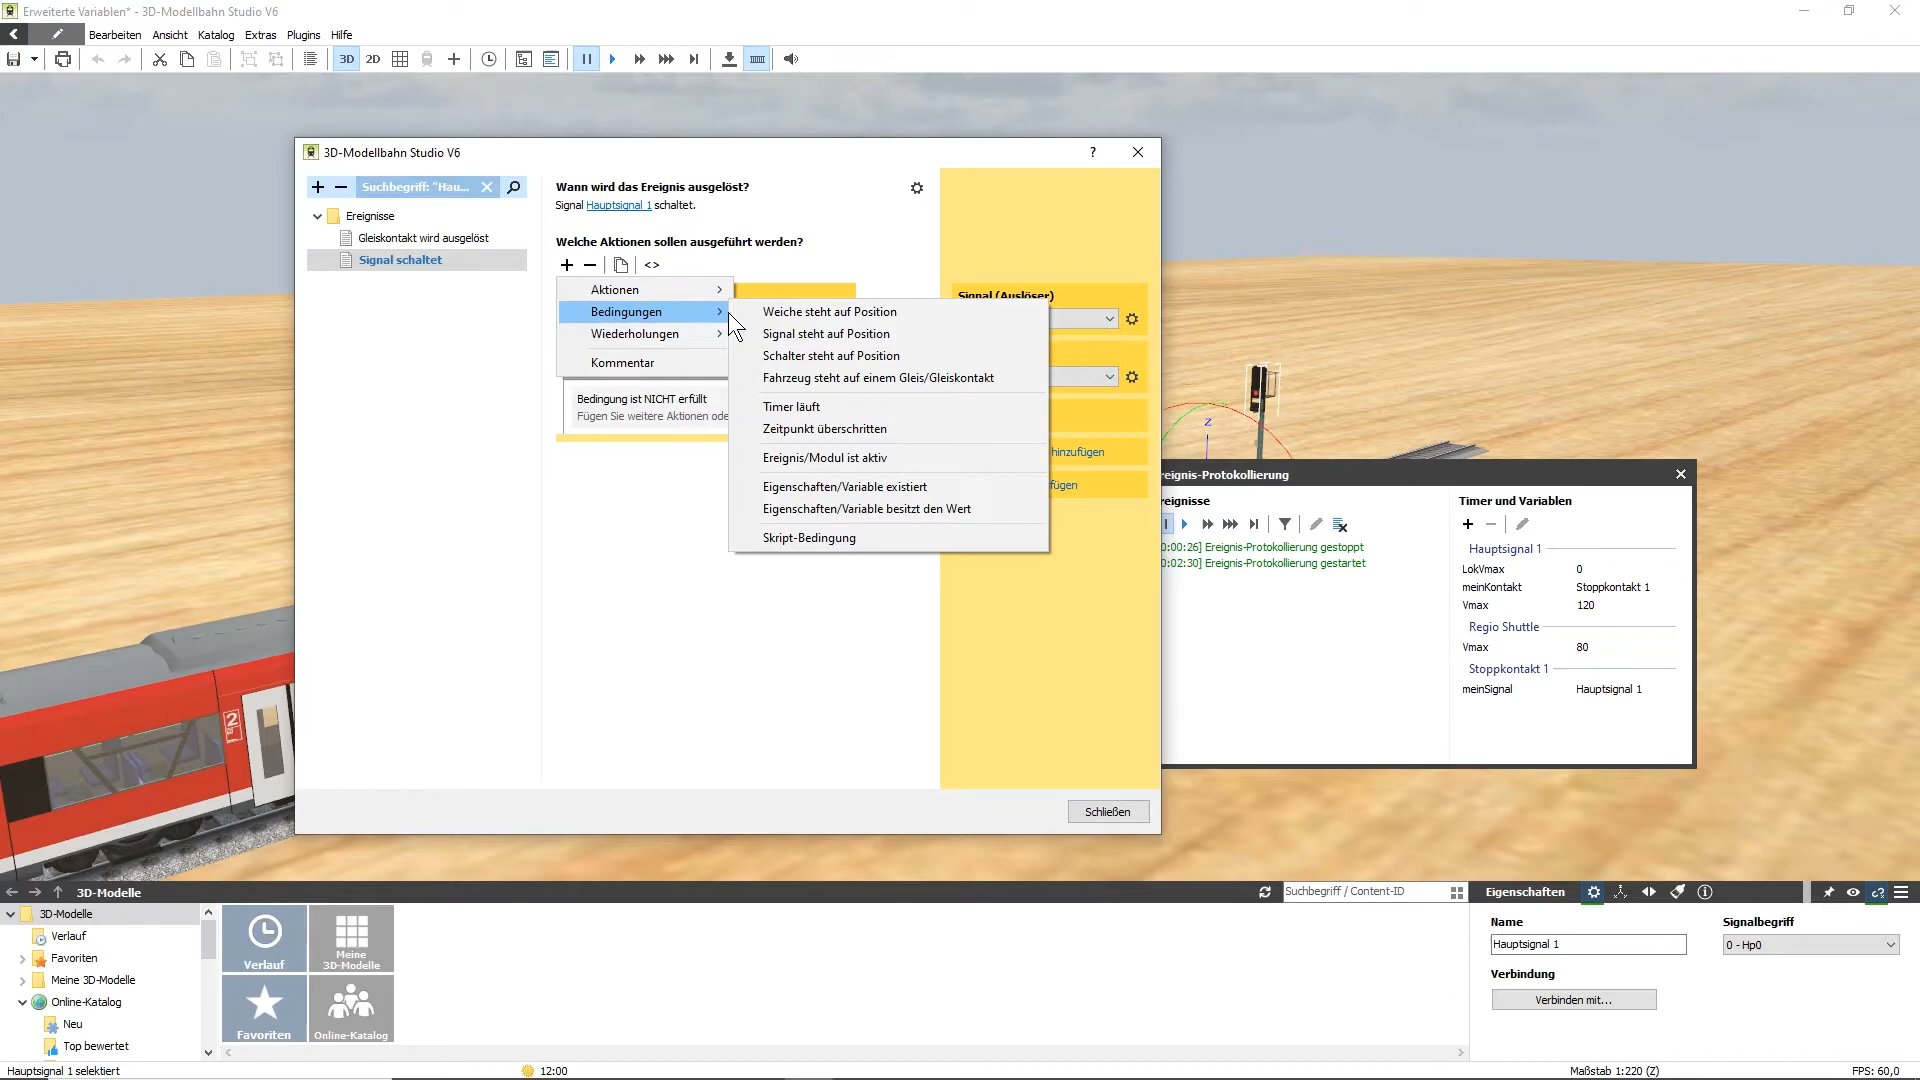 Erweiterte Variablen* - 3D-Modellbahn Studio V6
Bearbeiten Ansicht Katalog Extras Plugins Hilfe
3D 2D
3D-Modellbahn Studio V6
?
Suchbegriff: "Hau...
Ereignisse
Gleiskontakt wird ausgelöst
Signal schaltet
Wann wird das Ereignis ausgelöst?
Signal Hauptsignal 1 schaltet.
Welche Aktionen sollen ausgeführt werden?
<>
Aktionen
Bedingungen
Wiederholungen
Kommentar
Bedingung ist NICHT erfüllt
Fügen Sie weitere Aktionen ode
Weiche steht auf Position
Signal steht auf Position
Schalter steht auf Position
Fahrzeug steht auf einem Gleis/Gleiskontakt
Timer läuft
Zeitpunkt überschritten
Ereignis/Modul ist aktiv
Eigenschaften/Variable existiert
Eigenschaften/Variable besitzt den Wert
Skript-Bedingung
Signal (Auslöser)
hinzufügen
fügen
Schließen
Z
2
reignis-Protokollierung
reignisse
0:00:26] Ereignis-Protokollierung gestoppt
0:02:30] Ereignis-Protokollierung gestartet
Timer und Variablen
Hauptsignal 1
LokVmax 0
meinKontakt Stoppkontakt 1
Vmax 120
Regio Shuttle
Vmax 80
Stoppkontakt 1
meinSignal Hauptsignal 1
3D-Modelle
Suchbegriff / Content-ID
3D-Modelle
Verlauf
Favoriten
Meine 3D-Modelle
Online-Katalog
Neu
Top bewertet
Verlauf
Meine
3D-Modelle
Favoriten
Online-Katalog
Eigenschaften
Name
Hauptsignal 1
Signalbegriff
0 - Hp0
Verbindung
Verbinden mit...
Hauptsignal 1 selektiert
12:00
Maßstab 1:220 (Z)
FPS: 60,0